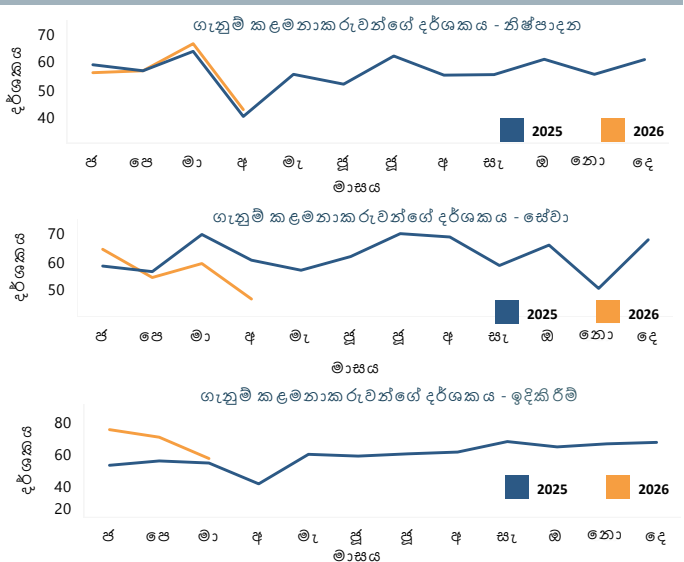 ගැනුම් කළමනාකරුවන්ගේ දර්ශකය - නිෂ්පාදන
දර්ශකය
70
60
50
40
2025 2026
ජ පෙ මා අ මැ ජූ ජූ අ සැ ඔ නො දෙ
මාසය
ගැනුම් කළමනාකරුවන්ගේ දර්ශකය - සේවා
දර්ශකය
70
60
50
2025 2026
ජ පෙ මා අ මැ ජූ ජූ අ සැ ඔ නො දෙ
මාසය
ගැනුම් කළමනාකරුවන්ගේ දර්ශකය - ඉදිකිරීම්
දර්ශකය
80
60
40
20
2025 2026
ජ පෙ මා අ මැ ජූ ජූ අ සැ ඔ නො දෙ
මාසය